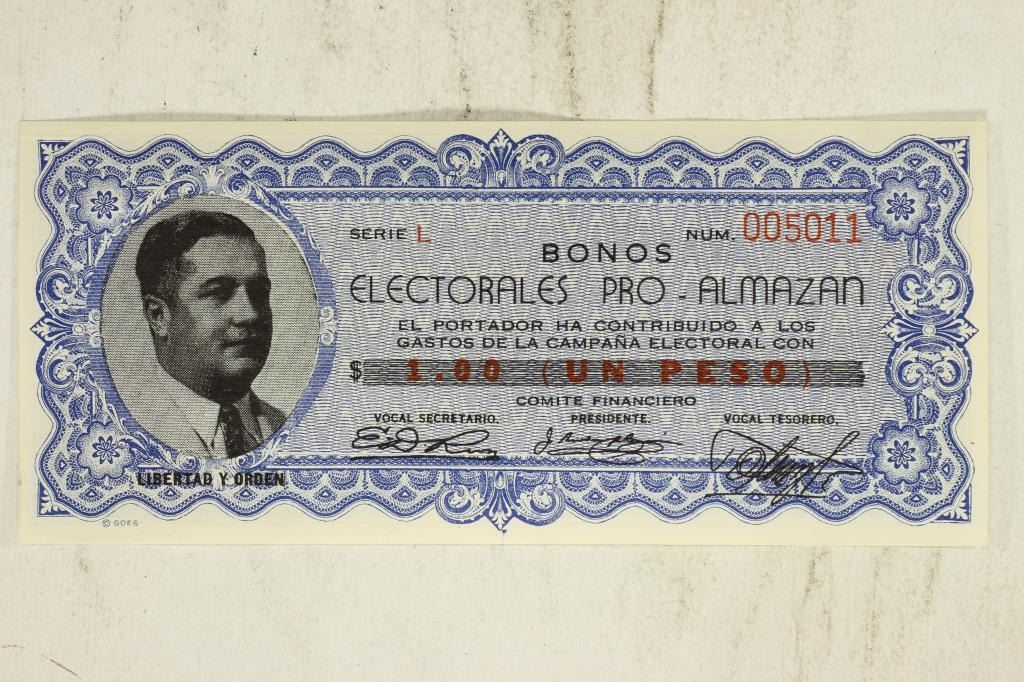 SERIE L NUM. 005011
BONOS
ELECTORALES PRO-ALMAZAN
EL PORTADOR HA CONTRIBUIDO A LOS
GASTOS DE LA CAMPAÑA ELECTORAL CON
$ 1.00 (UN PESO)
COMITE FINANCIERO
VOCAL SECRETARIO. PRESIDENTE. VOCAL TESORERO.
LIBERTAD Y ORDEN
© GOES